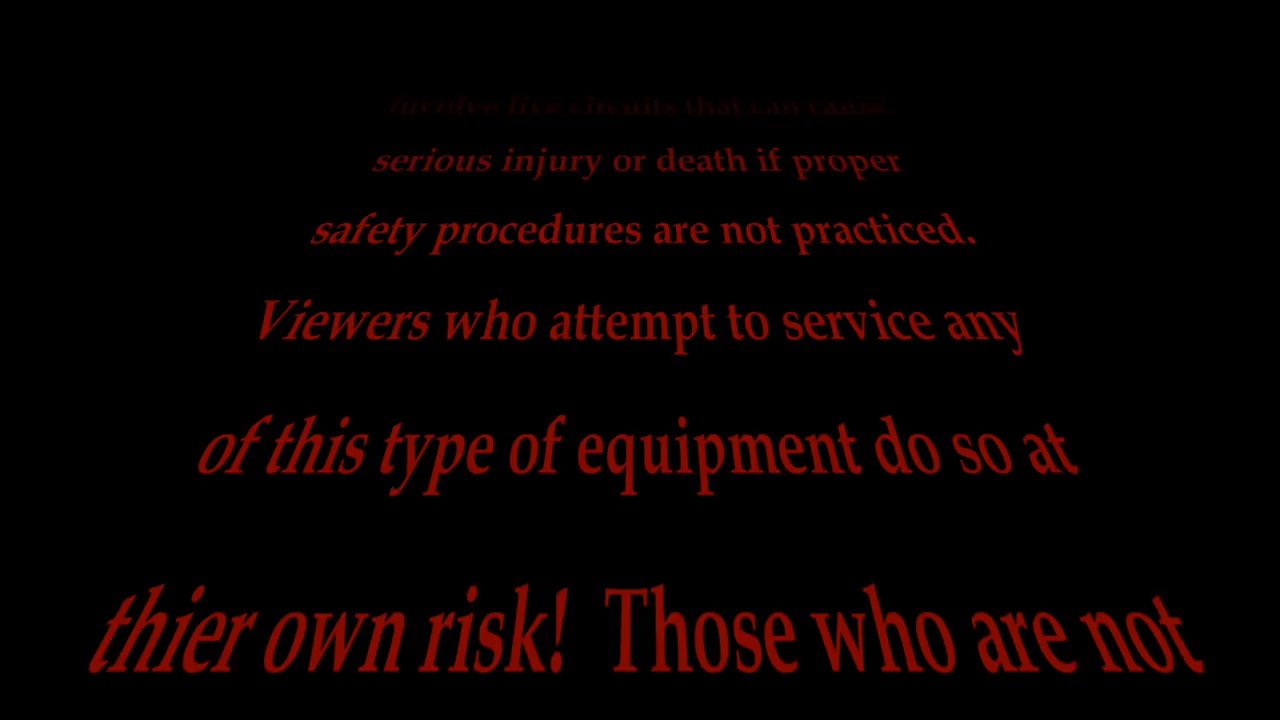 involve live circuits that can cause
serious injury or death if proper
safety procedures are not practiced.
Viewers who attempt to service any
of this type of equipment do so at
thier own risk! Those who are not